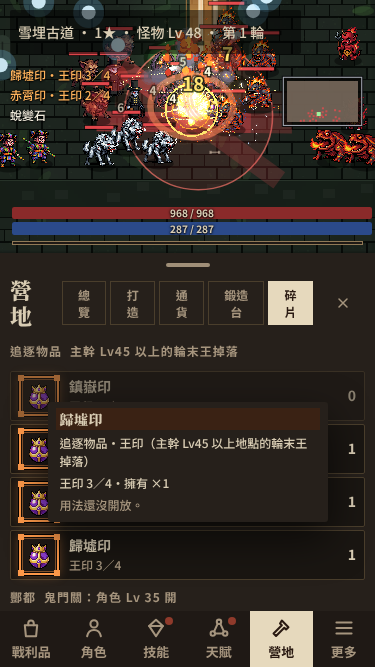 雪埋古道 · 1★ · 怪物 Lv 48 · 第 1 輪
歸墟印 · 王印 3／4
赤霄印 · 王印 2／4
蛻變石
7
5
4
18
4
4
6
968 / 968
287 / 287
營地
總覽
打造
通貨
鍛造台
碎片
×
追逐物品 主幹 Lv45 以上的輪末王掉落
鎮嶽印
0
歸墟印
追逐物品・王印（主幹 Lv45 以上地點的輪末王
掉落）
王印 3／4・擁有 ×1
用法還沒開放。
1
1
歸墟印
王印 3／4
1
酆都 鬼門關：角色 Lv 35 開
戰利品
角色
技能
天賦
營地
更多